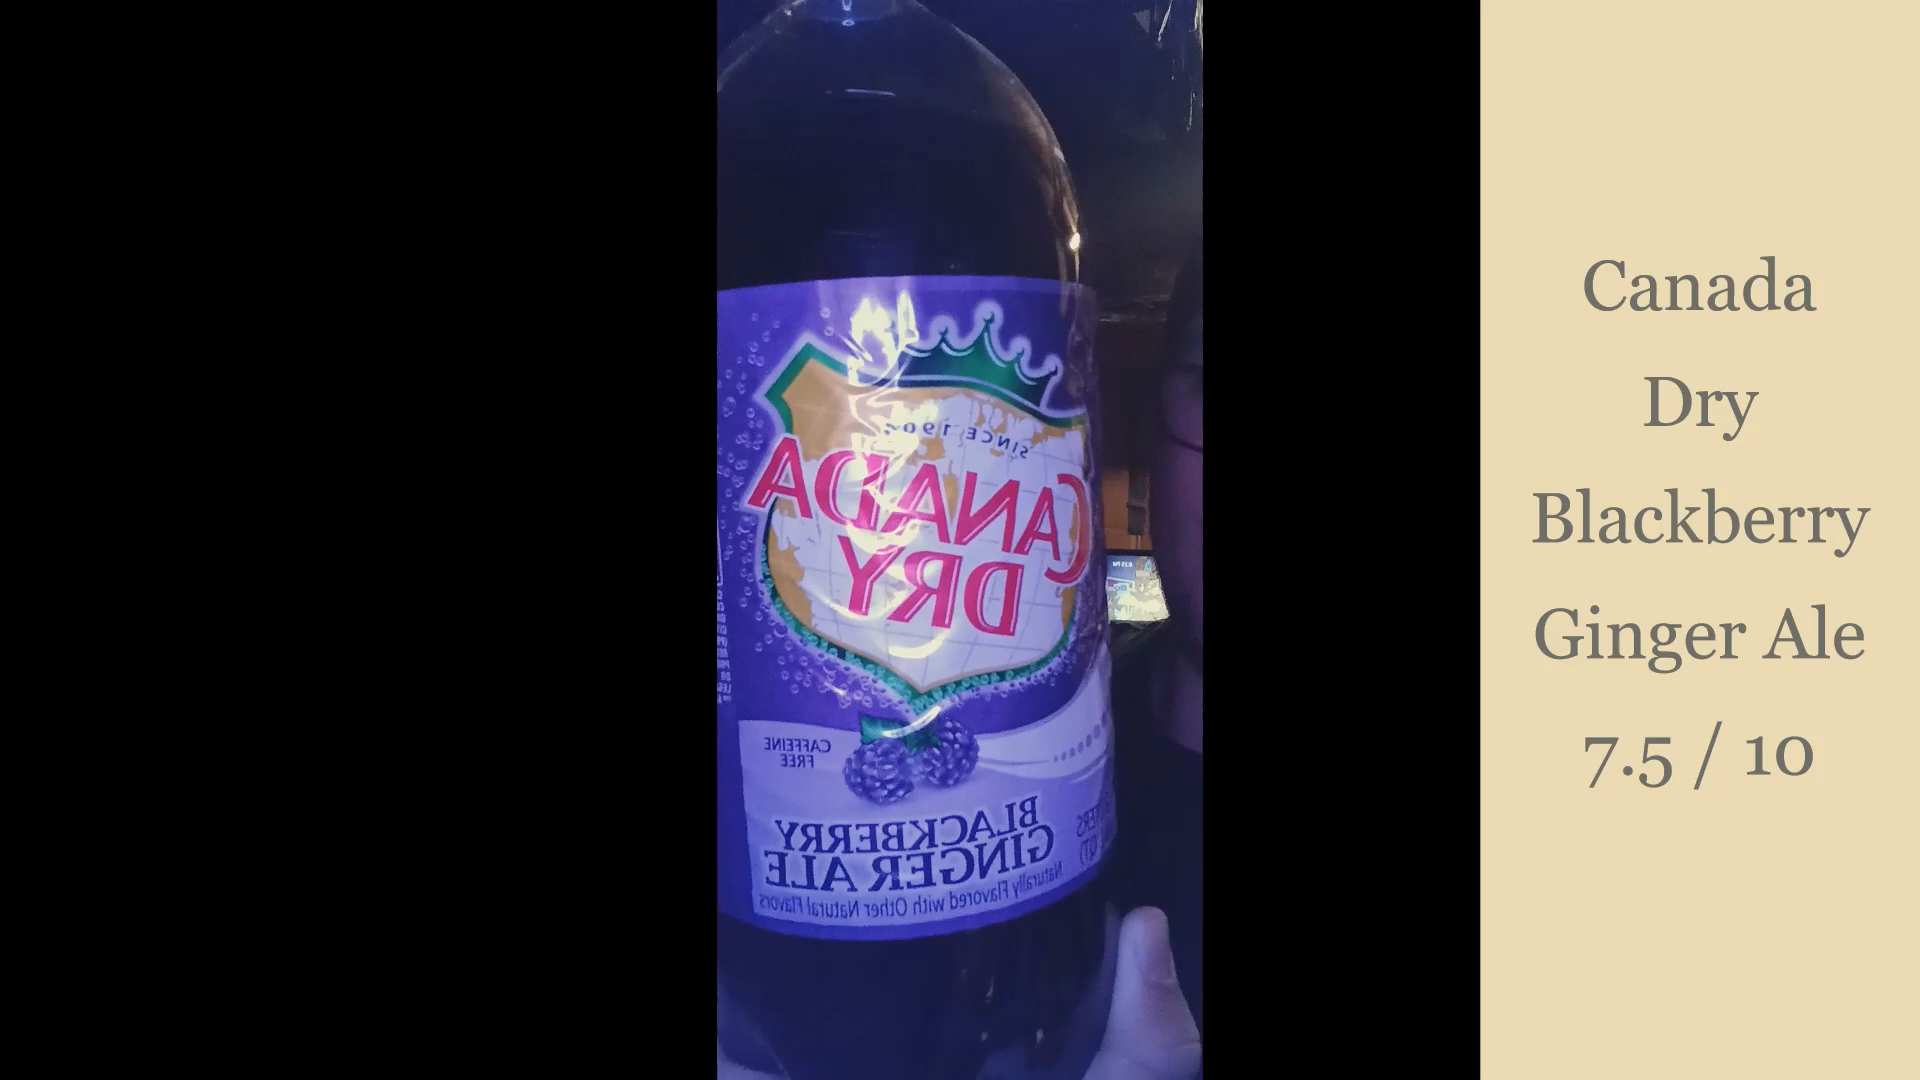 SINCE 1904
CANADA
DRY
CAFFEINE
FREE
BLACKBERRY
GINGER ALE
Naturally Flavored with Other Natural Flavors
Canada
Dry
Blackberry
Ginger Ale
7.5 / 10